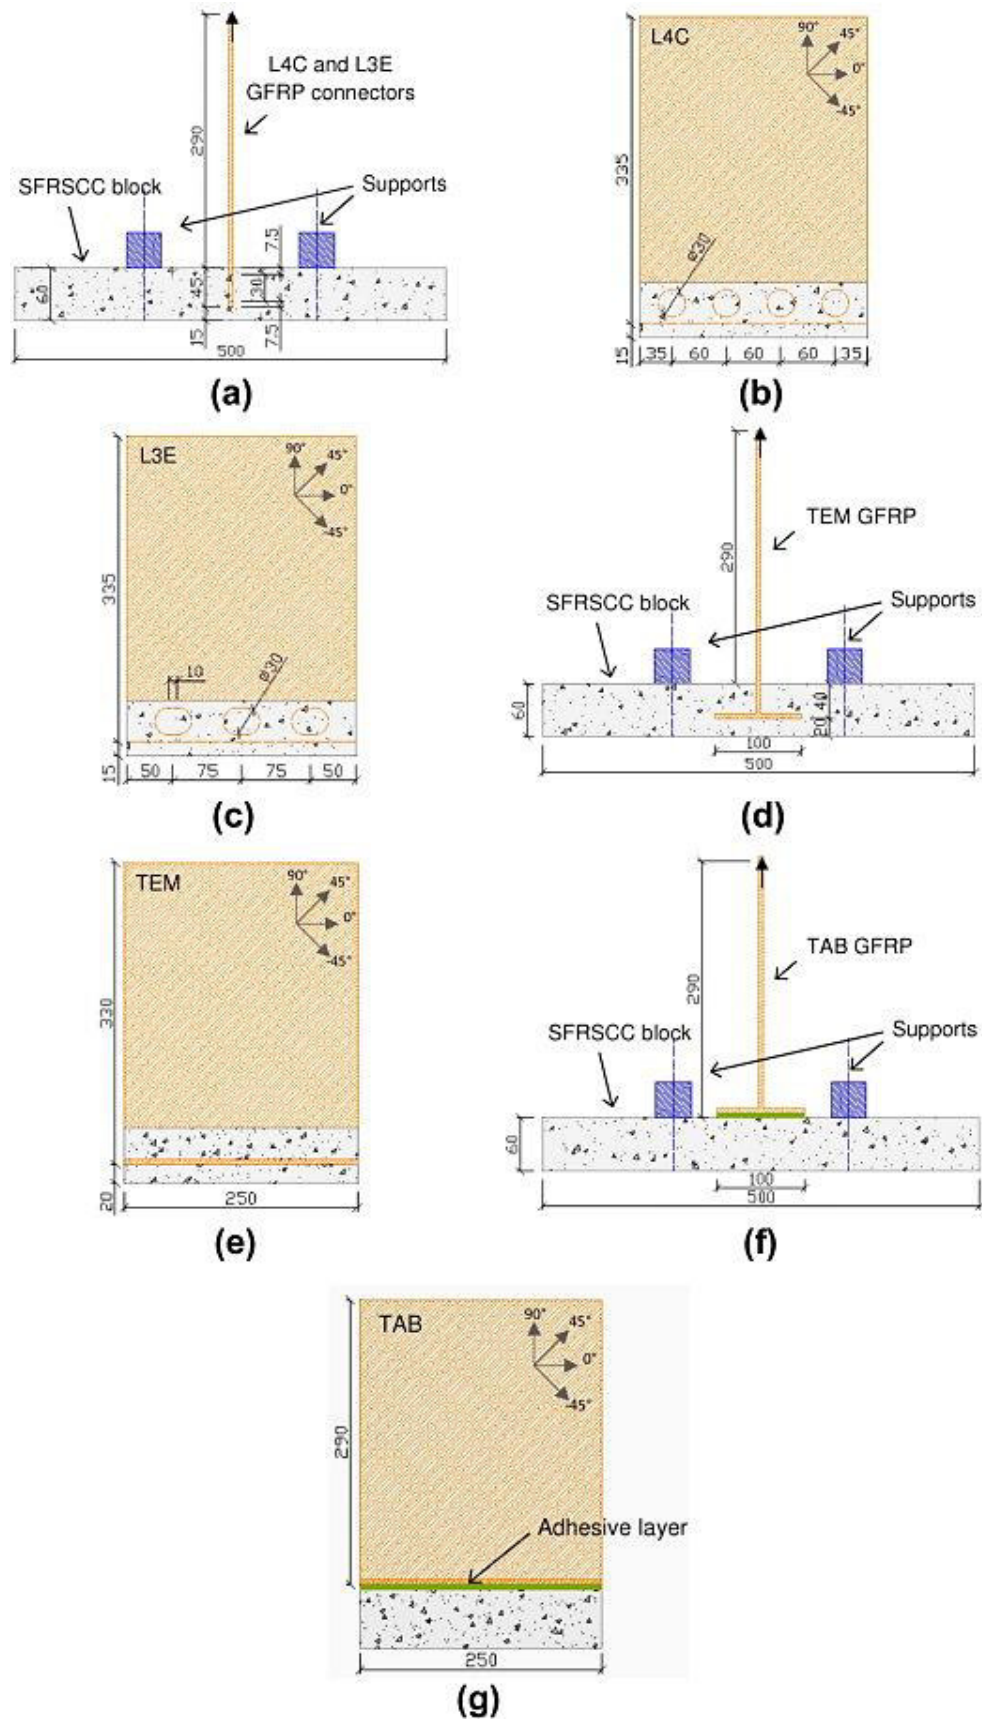 L4C and L3E
GFRP connectors
290
SFRSCC block
Supports
7.5
60
45
30
15
7.5
500
(a)
L4C
90°
45°
0°
-45°
335
ø30
15
35
60
60
60
35
(b)
L3E
90°
45°
0°
-45°
335
10
ø30
15
50
75
75
50
(c)
TEM GFRP
290
SFRSCC block
Supports
60
40
20
100
500
(d)
TEM
90°
45°
0°
-45°
330
20
250
(e)
TAB GFRP
290
SFRSCC block
Supports
60
100
500
(f)
TAB
90°
45°
0°
-45°
290
Adhesive layer
250
(g)